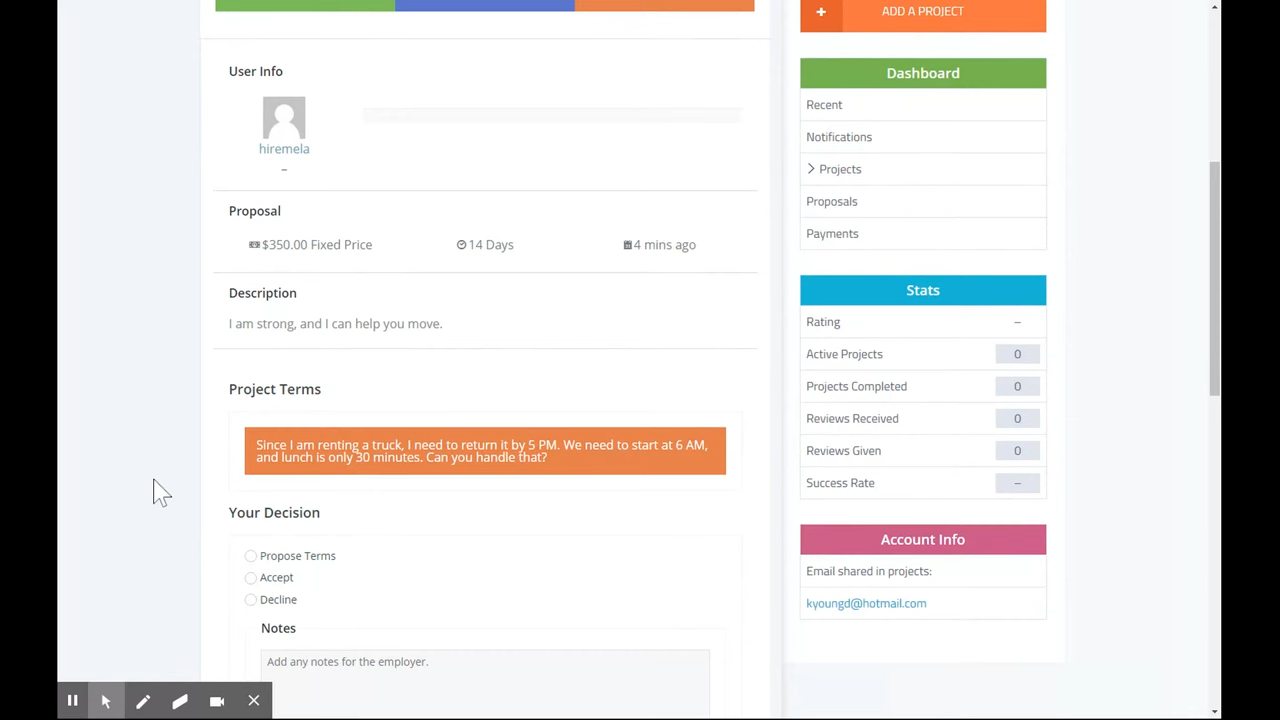 ADD A PROJECT
User Info
hiremela
–
Proposal
$350.00 Fixed Price
14 Days
4 mins ago
Description
I am strong, and I can help you move.
Project Terms
Since I am renting a truck, I need to return it by 5 PM. We need to start at 6 AM,
and lunch is only 30 minutes. Can you handle that?
Your Decision
Propose Terms
Accept
Decline
Notes
Add any notes for the employer.
Dashboard
Recent
Notifications
Projects
Proposals
Payments
Stats
Rating –
Active Projects 0
Projects Completed 0
Reviews Received 0
Reviews Given 0
Success Rate –
Account Info
Email shared in projects:
kyoungd@hotmail.com